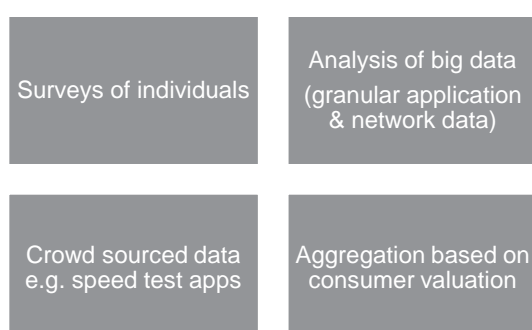 Surveys of individuals
Analysis of big data
(granular application
& network data)
Crowd sourced data
e.g. speed test apps
Aggregation based on
consumer valuation